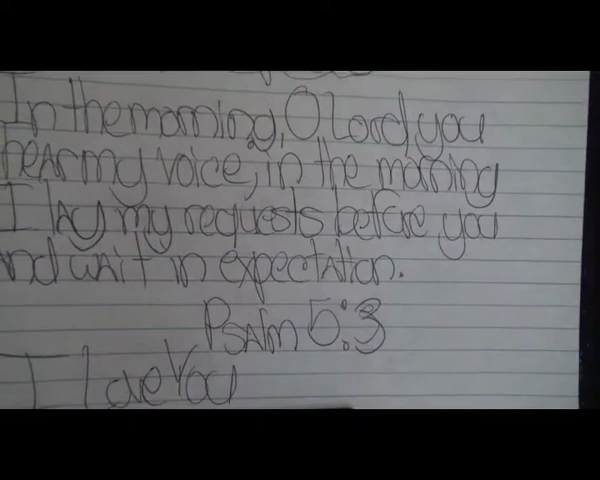 In the morning, O Lord, you
hear my voice; in the morning
I lay my requests before you
and wait in expectation.
Psalm 5:3
I love You